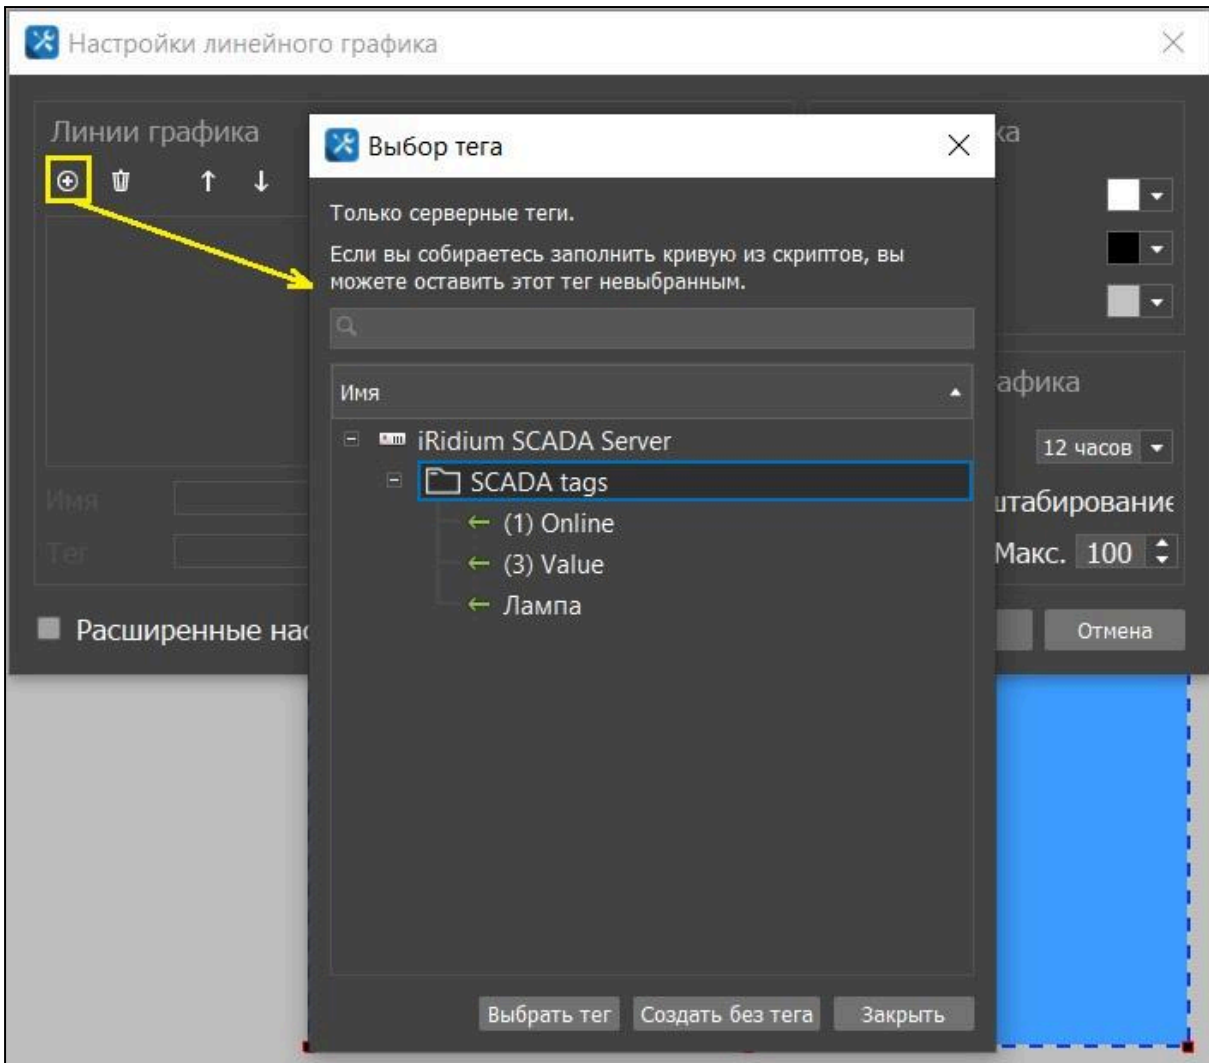 Настройки линейного графика
Линии графика
Выбор тега
Только серверные теги.
Если вы собираетесь заполнить кривую из скриптов, вы
можете оставить этот тег невыбранным.
Имя
iRidium SCADA Server
SCADA tags
(1) Online
(3) Value
Лампа
Выбрать тег
Создать без тега
Закрыть
ка
афика
12 часов
штабирование
Макс. 100
Имя
Тег
Расширенные нас
Отмена